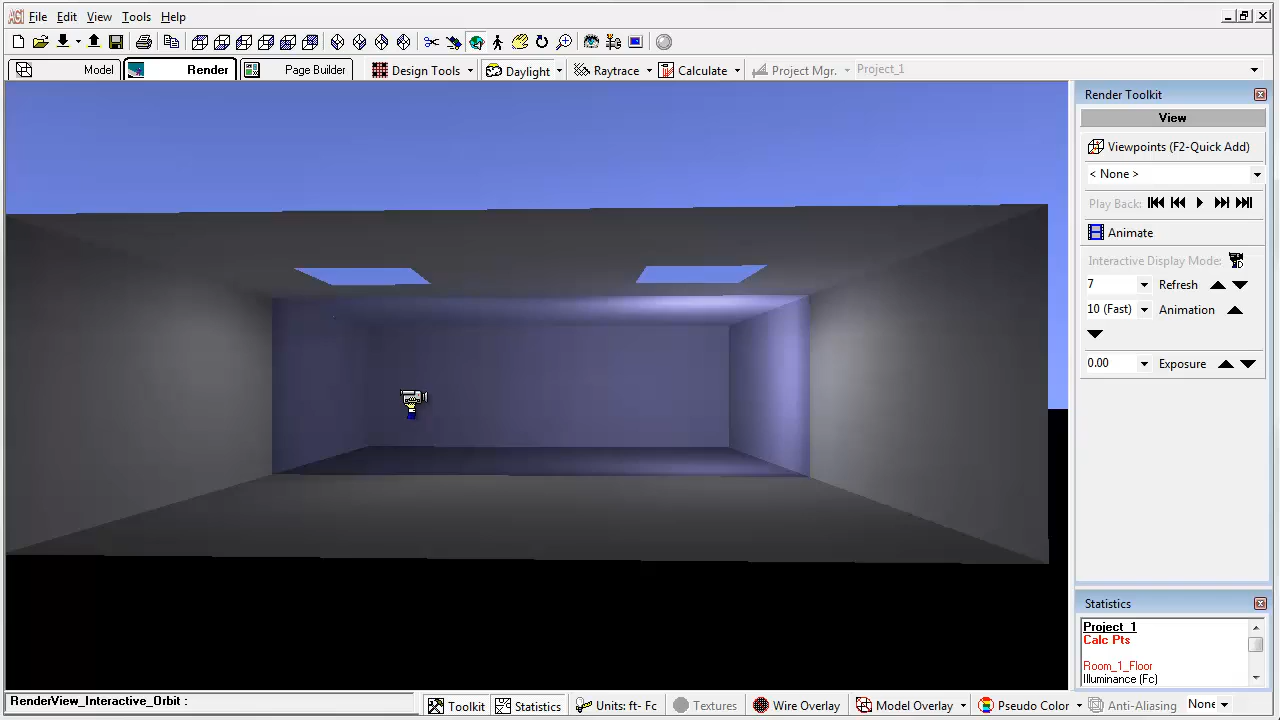 AGI File Edit View Tools Help
Model Render Page Builder Design Tools Daylight Raytrace Calculate Project Mgr. Project_1
Render Toolkit
View
Viewpoints (F2-Quick Add)
< None >
Play Back:
Animate
Interactive Display Mode:
7 Refresh
10 (Fast) Animation
0.00 Exposure
Statistics
Project_1
Calc Pts
Room_1_Floor
Illuminance (Fc)
RenderView_Interactive_Orbit :
Toolkit Statistics Units: ft- Fc Textures Wire Overlay Model Overlay Pseudo Color Anti-Aliasing None